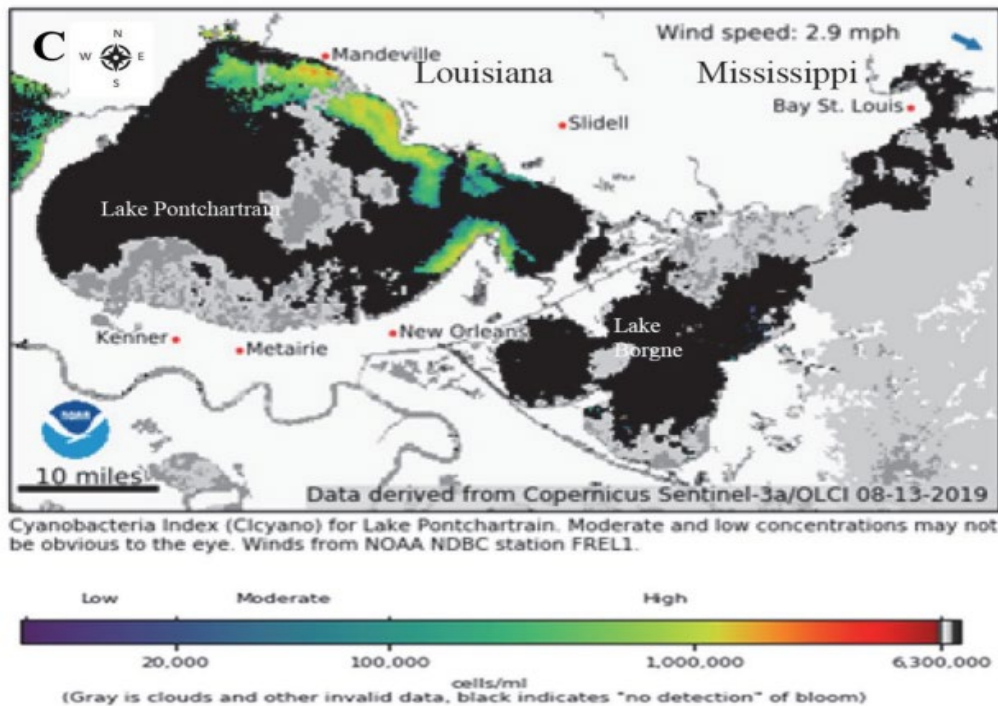 C
N
W E
S
Mandeville
Wind speed: 2.9 mph
Louisiana
Mississippi
Bay St. Louis
Slidell
Lake Pontchartrain
Kenner
Metairie
New Orleans
Lake
Borgne
NOAA
10 miles
Data derived from Copernicus Sentinel-3a/OLCI 08-13-2019
Cyanobacteria Index (CIcyano) for Lake Pontchartrain. Moderate and low concentrations may not
be obvious to the eye. Winds from NOAA NDBC station FREL1.
Low Moderate High
20,000 100,000 1,000,000 6,300,000
cells/ml
(Gray is clouds and other invalid data, black indicates "no detection" of bloom)